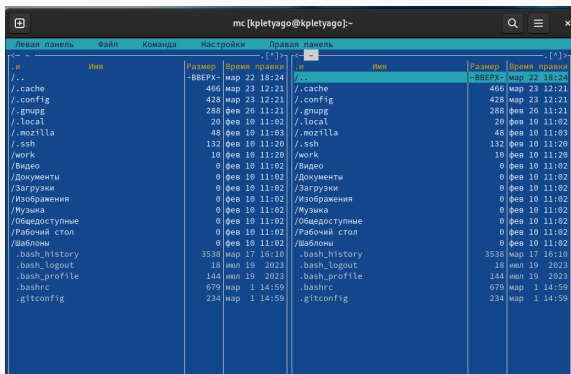 mc [kpletyago@kpletyago]:~
Левая панель Файл Команда Настройки Правая панель
<- ~ .[^]> <- ~ .[^]>
.и Имя Размер Время правки .и Имя Размер Время правки
/.. -ВВЕРХ- мар 22 18:24 /.. -ВВЕРХ- мар 22 18:24
/.cache 466 мар 23 12:21 /.cache 466 мар 23 12:21
/.config 428 мар 23 12:21 /.config 428 мар 23 12:21
/.gnupg 288 фев 26 11:21 /.gnupg 288 фев 26 11:21
/.local 20 фев 10 11:02 /.local 20 фев 10 11:02
/.mozilla 48 фев 10 11:03 /.mozilla 48 фев 10 11:03
/.ssh 132 фев 10 11:20 /.ssh 132 фев 10 11:20
/work 10 фев 10 11:20 /work 10 фев 10 11:20
/Видео 0 фев 10 11:02 /Видео 0 фев 10 11:02
/Документы 0 фев 10 11:02 /Документы 0 фев 10 11:02
/Загрузки 0 фев 10 11:02 /Загрузки 0 фев 10 11:02
/Изображения 0 фев 10 11:02 /Изображения 0 фев 10 11:02
/Музыка 0 фев 10 11:02 /Музыка 0 фев 10 11:02
/Общедоступные 0 фев 10 11:02 /Общедоступные 0 фев 10 11:02
/Рабочий стол 0 фев 10 11:02 /Рабочий стол 0 фев 10 11:02
/Шаблоны 0 фев 10 11:02 /Шаблоны 0 фев 10 11:02
.bash_history 3538 мар 17 16:10 .bash_history 3538 мар 17 16:10
.bash_logout 18 июл 19 2023 .bash_logout 18 июл 19 2023
.bash_profile 144 июл 19 2023 .bash_profile 144 июл 19 2023
.bashrc 679 мар 1 14:59 .bashrc 679 мар 1 14:59
.gitconfig 234 мар 1 14:59 .gitconfig 234 мар 1 14:59